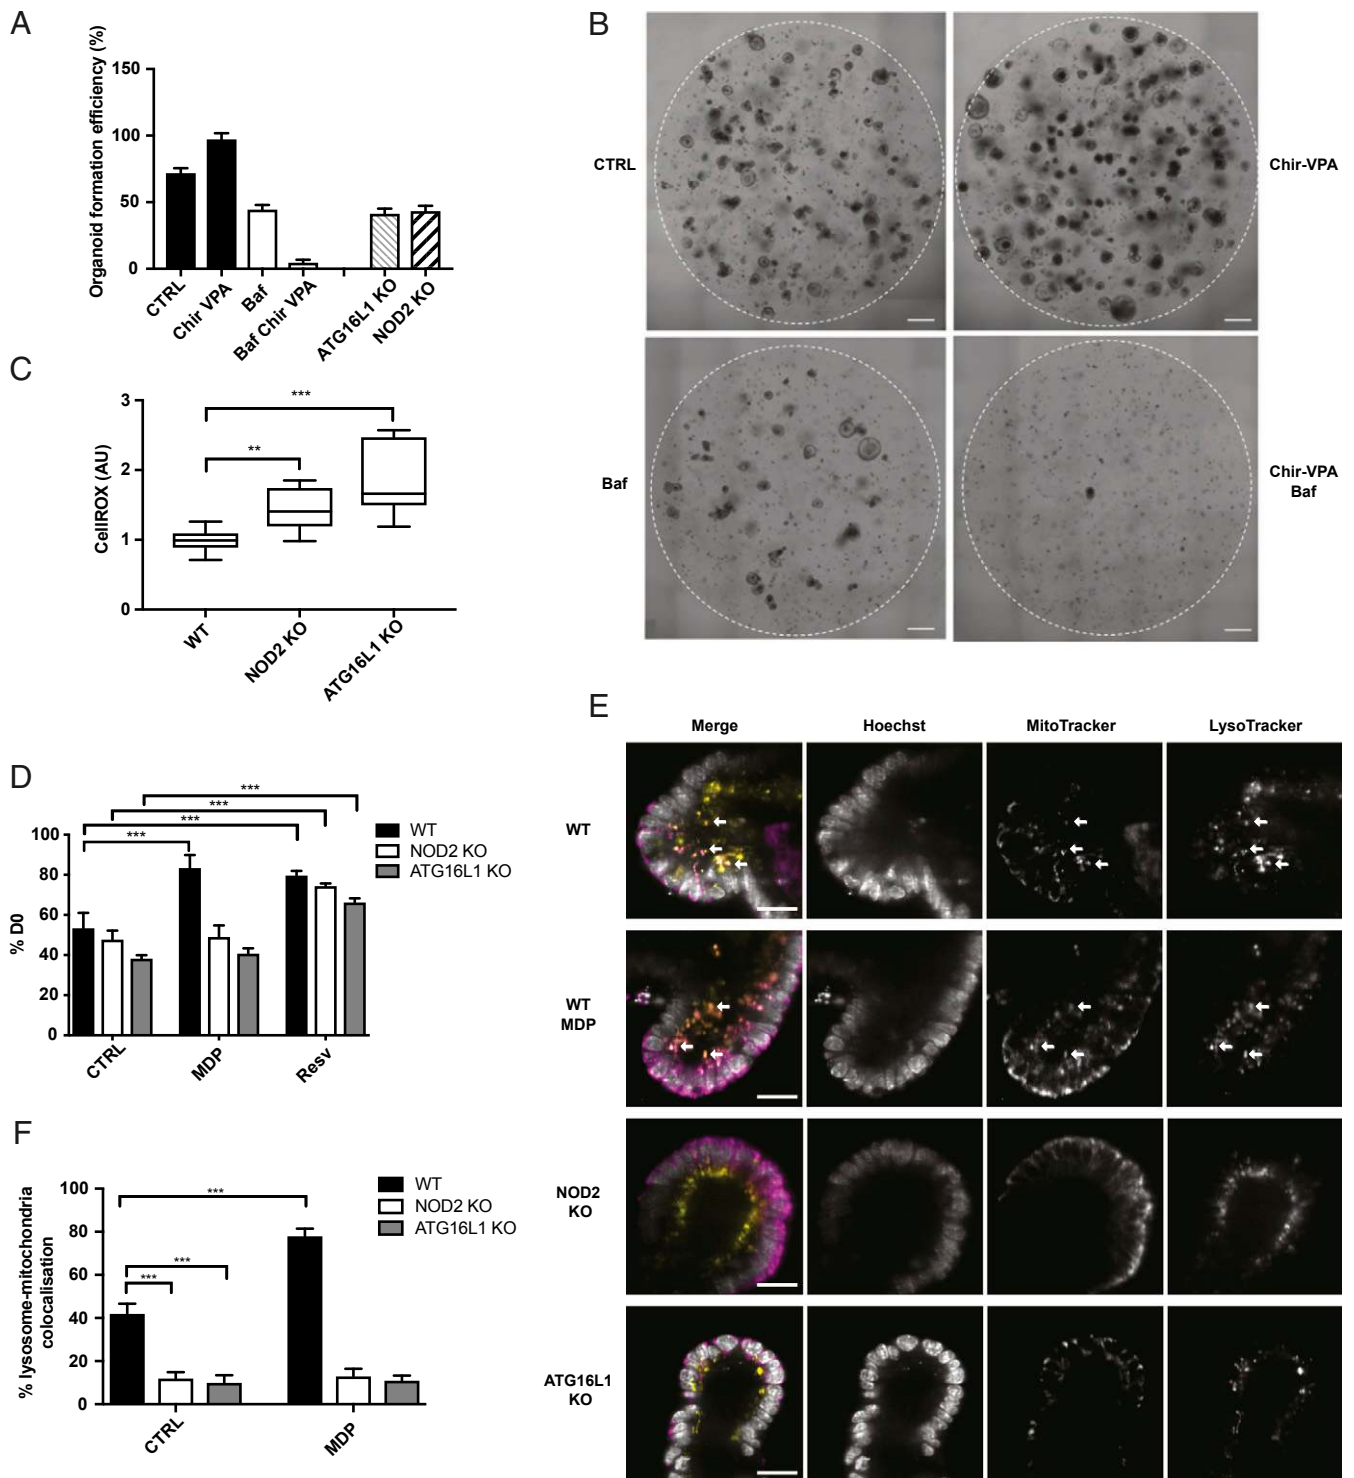 A
Organoid formation efficiency (%)
150
100
50
0
CTRL
Chir VPA
Baf
Baf Chir VPA
ATG16L1 KO
NOD2 KO
B
CTRL
Chir-VPA
Baf
Chir-VPA
Baf
C
CellROX (AU)
3
2
1
0
***
**
WT
NOD2 KO
ATG16L1 KO
D
% D0
100
80
60
40
20
0
***
***
***
***
WT
NOD2 KO
ATG16L1 KO
CTRL
MDP
Resv
E
Merge
Hoechst
MitoTracker
LysoTracker
WT
WT
MDP
NOD2
KO
ATG16L1
KO
F
% lysosome-mitochondria
colocalisation
100
80
60
40
20
0
***
***
***
WT
NOD2 KO
ATG16L1 KO
CTRL
MDP